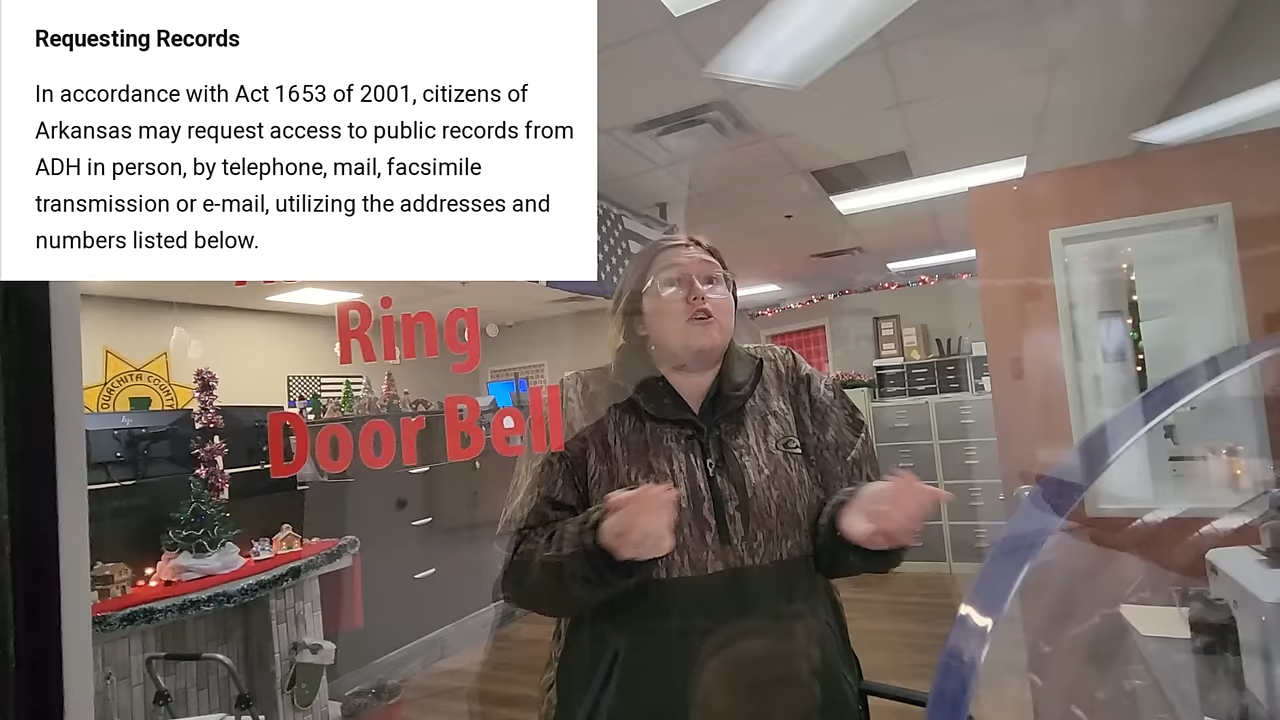 Requesting Records
In accordance with Act 1653 of 2001, citizens of
Arkansas may request access to public records from
ADH in person, by telephone, mail, facsimile
transmission or e-mail, utilizing the addresses and
numbers listed below.
Ring
Door Bell
OUACHITA COUNTY
hp